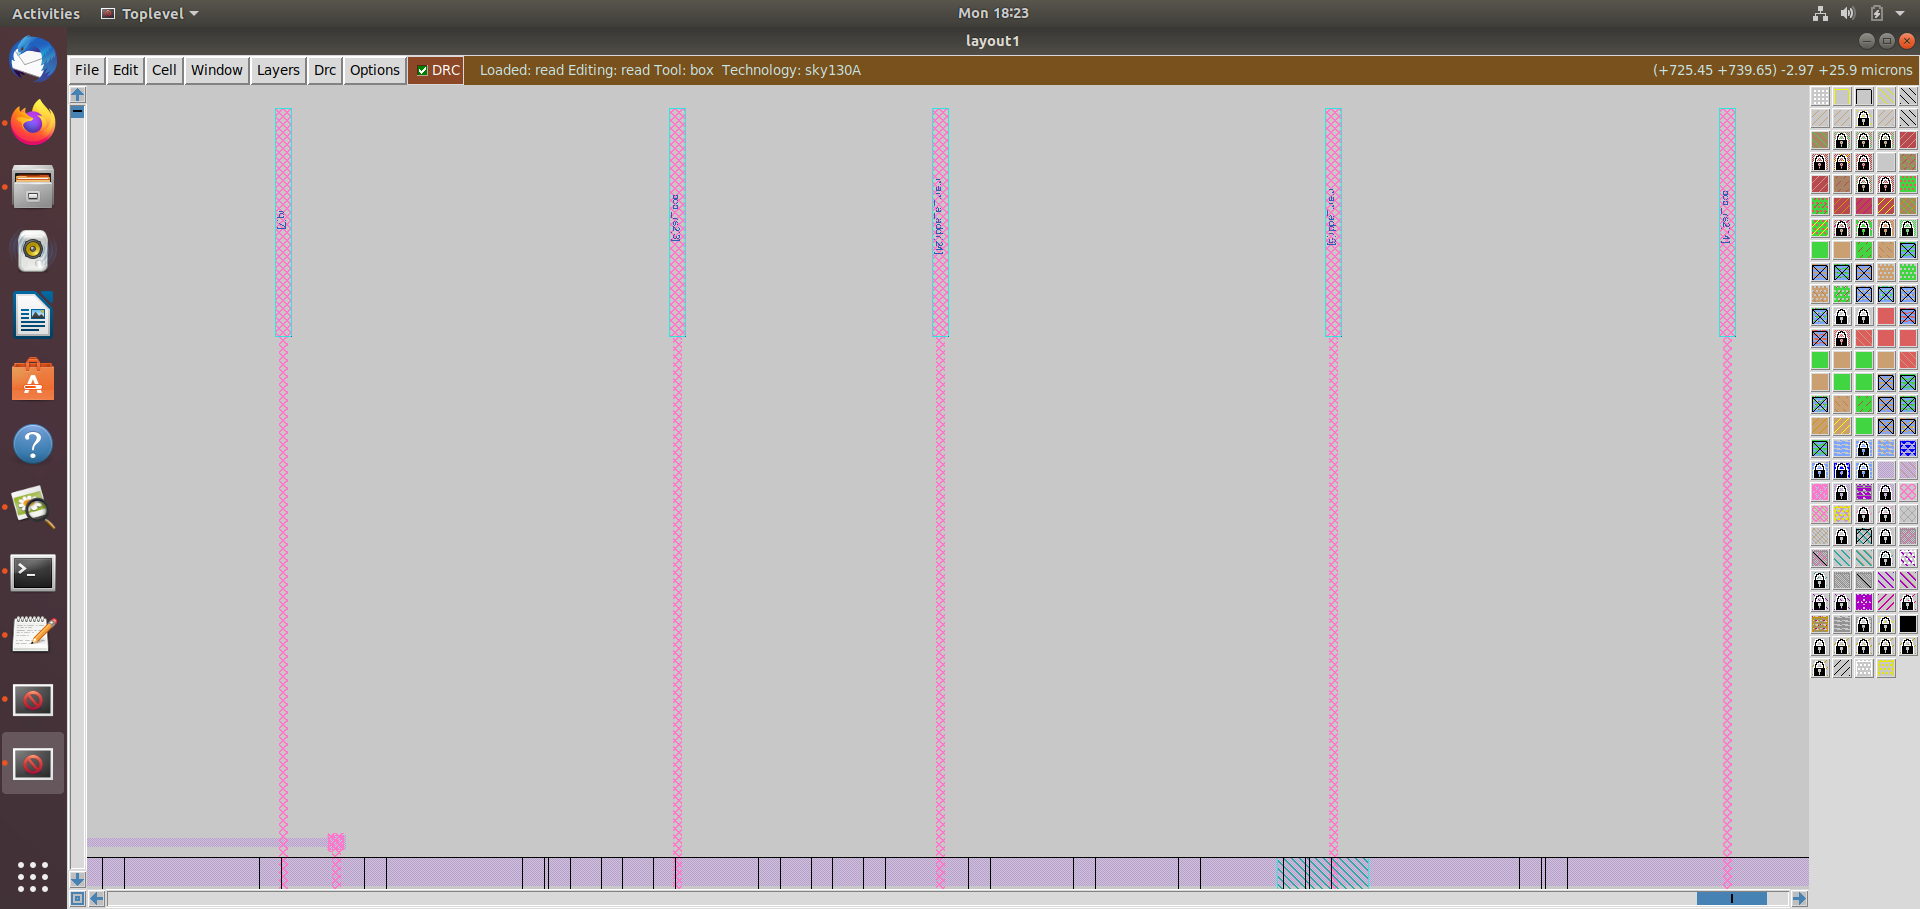 Activities Toplevel Mon 18:23
layout1
File Edit Cell Window Layers Drc Options DRC Loaded: read Editing: read Tool: box Technology: sky130A (+725.45 +739.65) -2.97 +25.9 microns